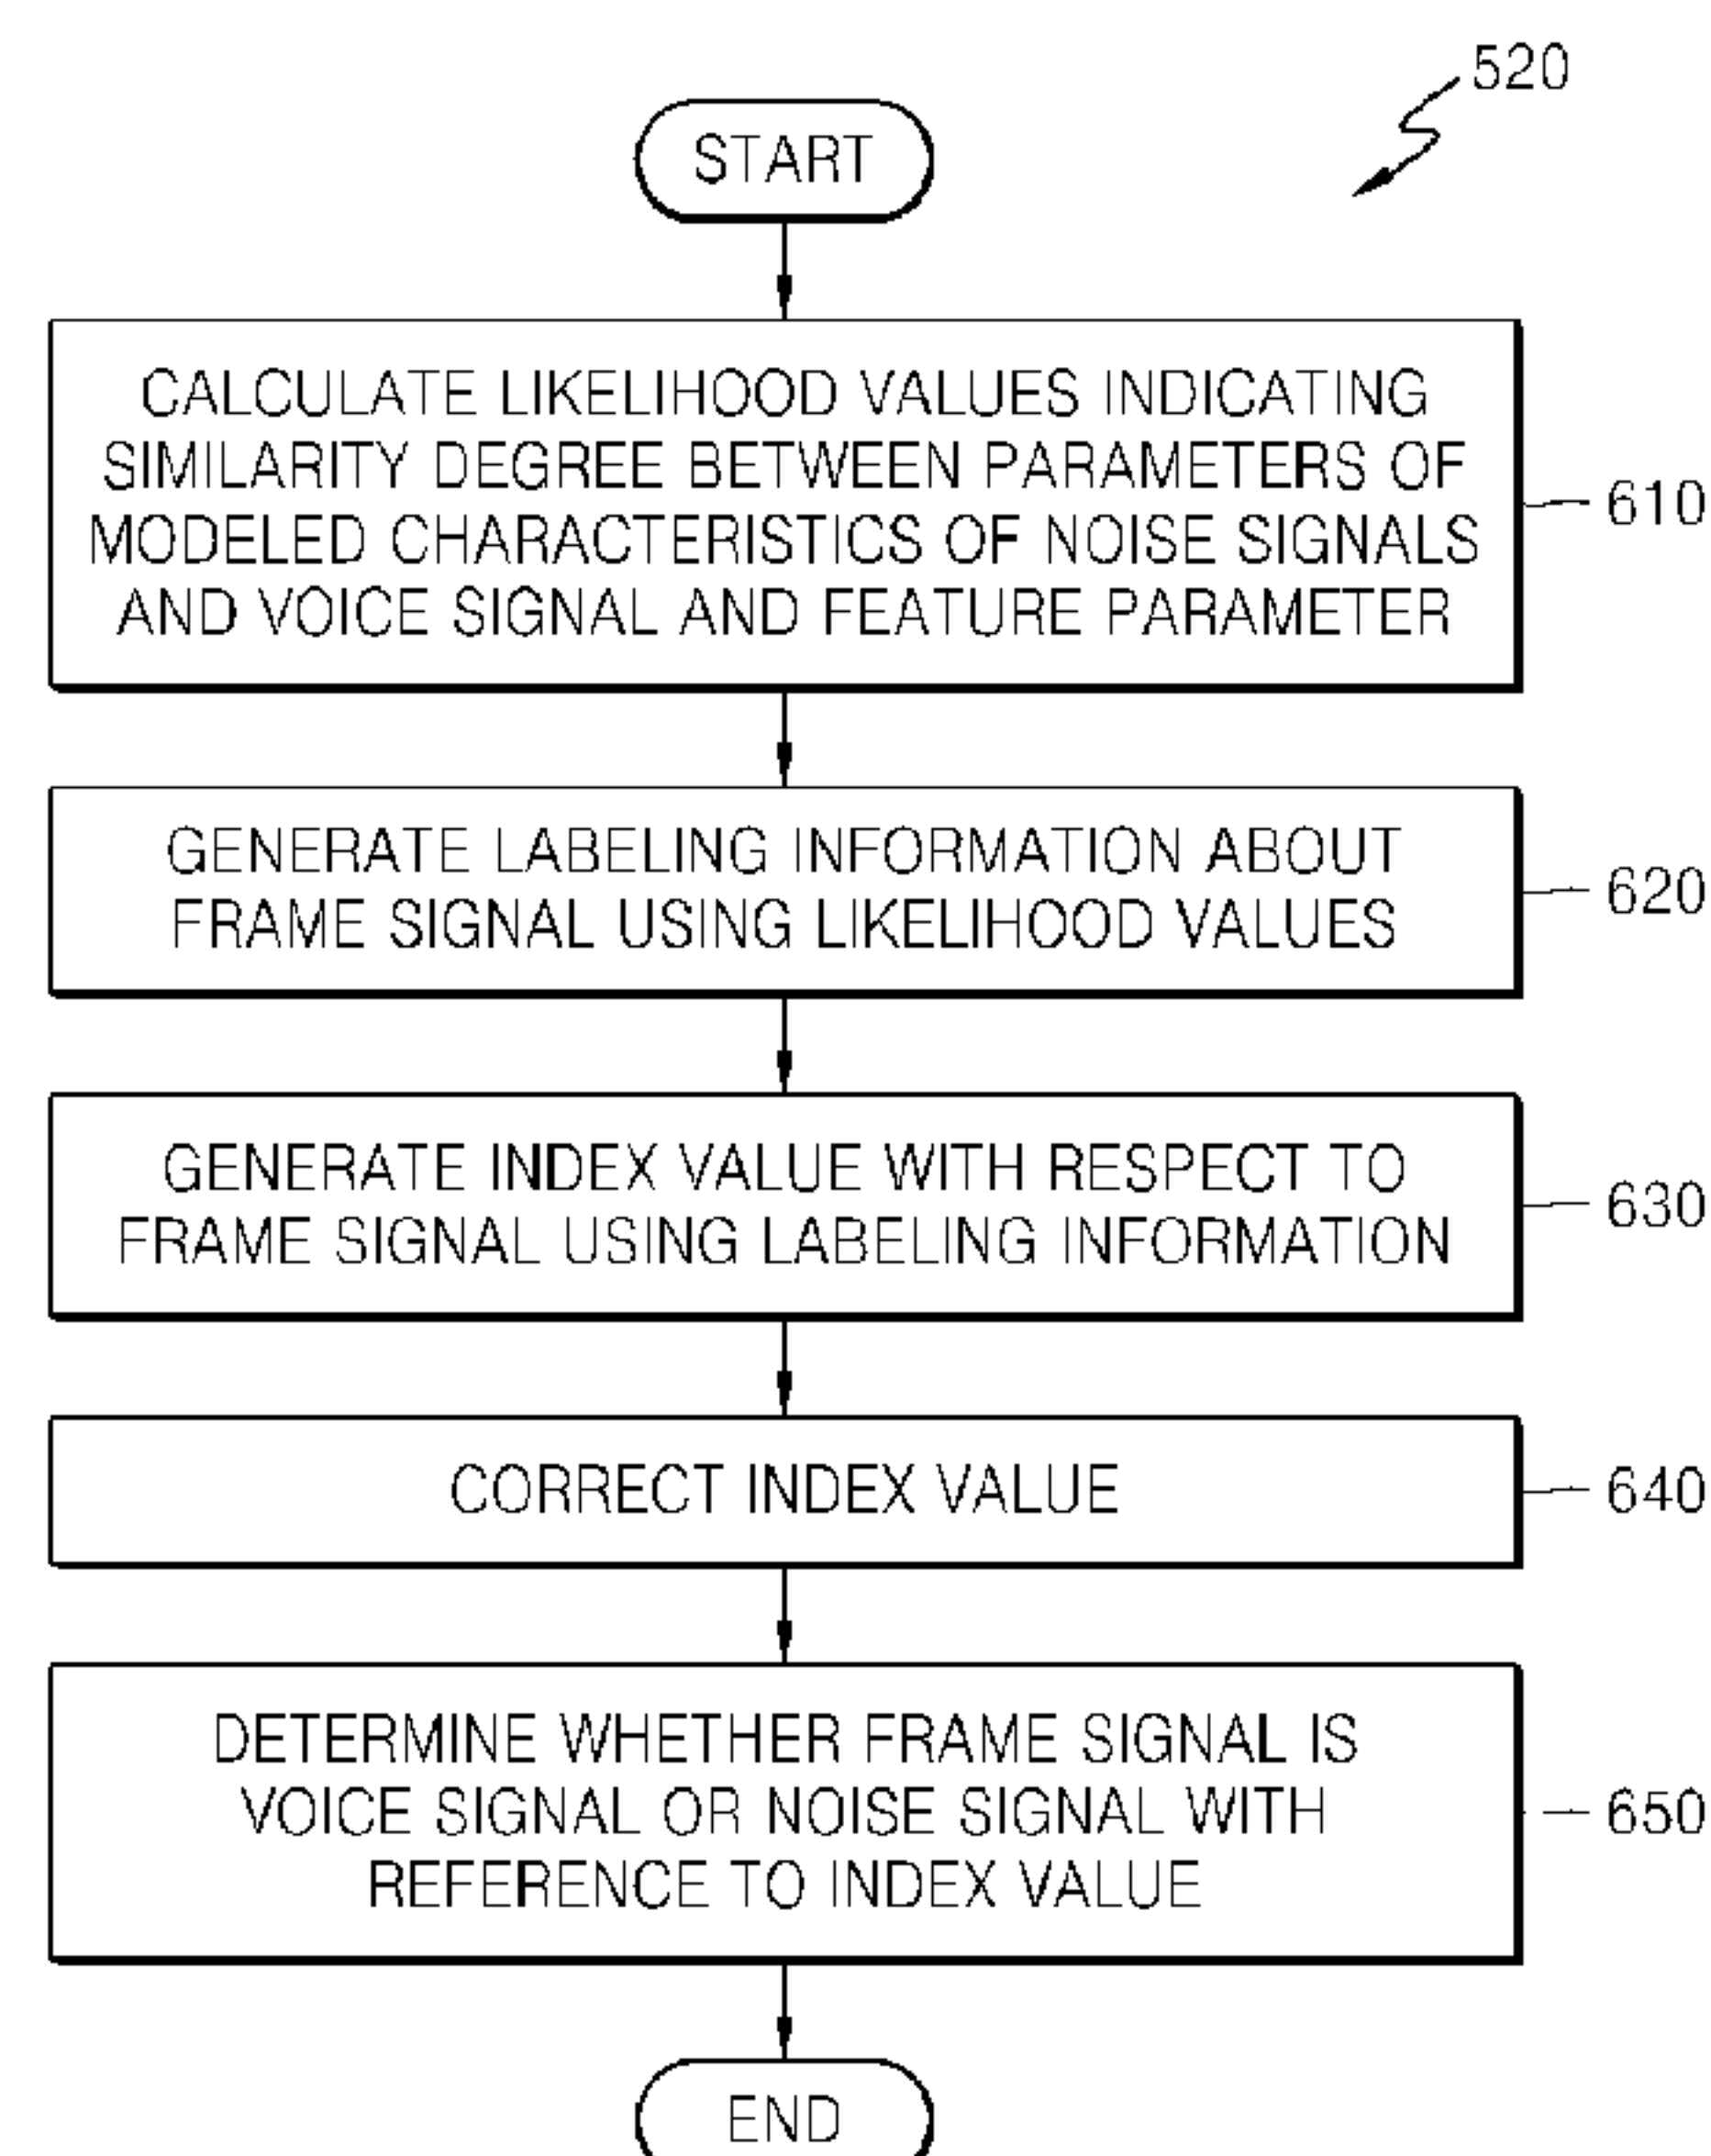 520
START
CALCULATE LIKELIHOOD VALUES INDICATING
SIMILARITY DEGREE BETWEEN PARAMETERS OF
MODELED CHARACTERISTICS OF NOISE SIGNALS
AND VOICE SIGNAL AND FEATURE PARAMETER
610
GENERATE LABELING INFORMATION ABOUT
FRAME SIGNAL USING LIKELIHOOD VALUES
620
GENERATE INDEX VALUE WITH RESPECT TO
FRAME SIGNAL USING LABELING INFORMATION
630
CORRECT INDEX VALUE
640
DETERMINE WHETHER FRAME SIGNAL IS
VOICE SIGNAL OR NOISE SIGNAL WITH
REFERENCE TO INDEX VALUE
650
END